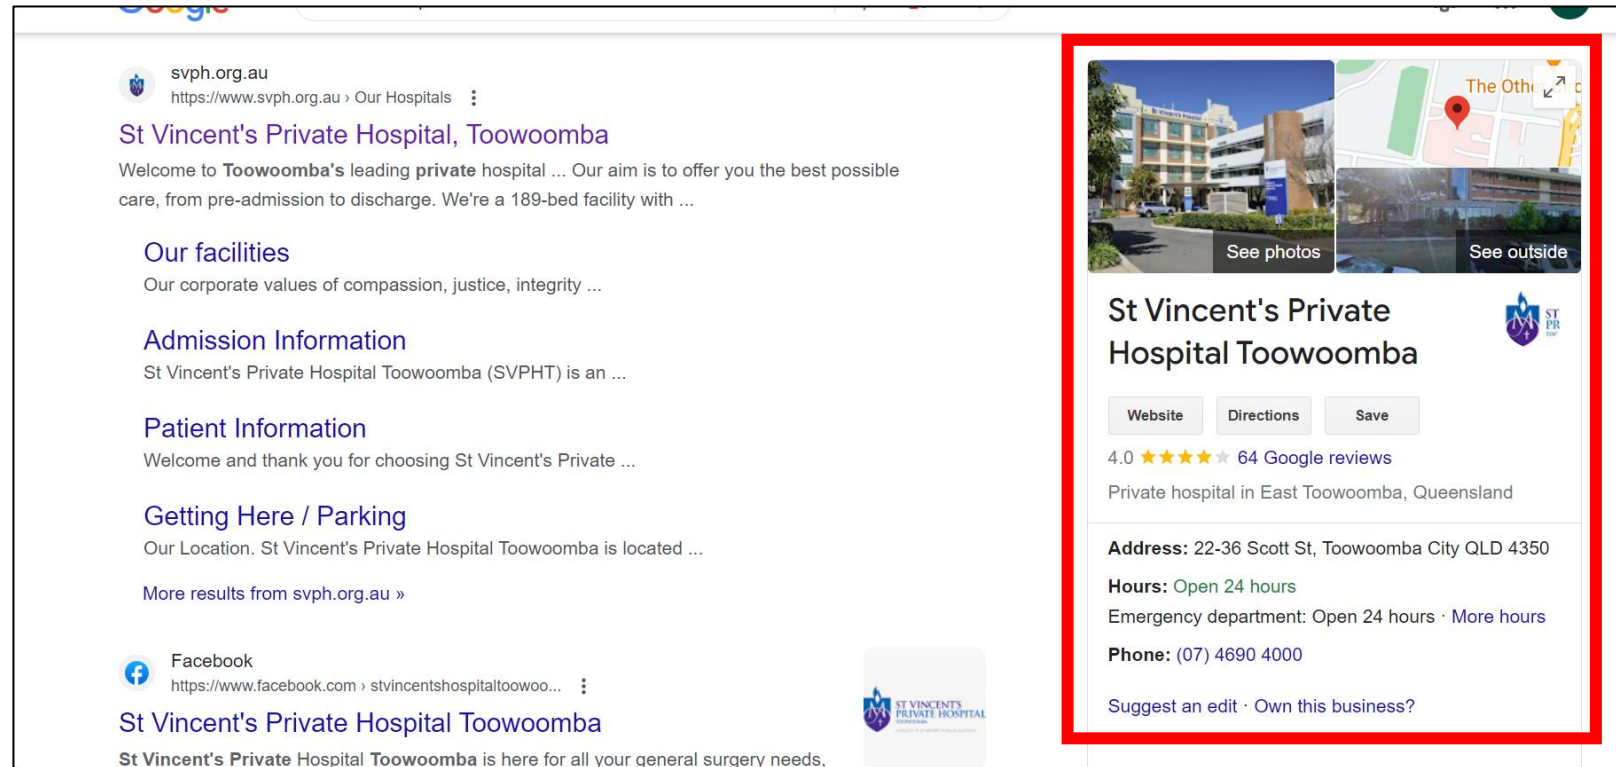 svph.org.au
https://www.svph.org.au › Our Hospitals
St Vincent's Private Hospital, Toowoomba
Welcome to Toowoomba's leading private hospital ... Our aim is to offer you the best possible
care, from pre-admission to discharge. We're a 189-bed facility with ...
Our facilities
Our corporate values of compassion, justice, integrity ...
Admission Information
St Vincent's Private Hospital Toowoomba (SVPHT) is an ...
Patient Information
Welcome and thank you for choosing St Vincent's Private ...
Getting Here / Parking
Our Location. St Vincent's Private Hospital Toowoomba is located ...
More results from svph.org.au »
Facebook
https://www.facebook.com › stvincentshospitaltoowoo...
St Vincent's Private Hospital Toowoomba
St Vincent's Private Hospital Toowoomba is here for all your general surgery needs,
ST VINCENT'S
PRIVATE HOSPITAL
The Oth
See photos
See outside
St Vincent's Private
Hospital Toowoomba
ST
PR
Website
Directions
Save
4.0 64 Google reviews
Private hospital in East Toowoomba, Queensland
Address: 22-36 Scott St, Toowoomba City QLD 4350
Hours: Open 24 hours
Emergency department: Open 24 hours · More hours
Phone: (07) 4690 4000
Suggest an edit · Own this business?